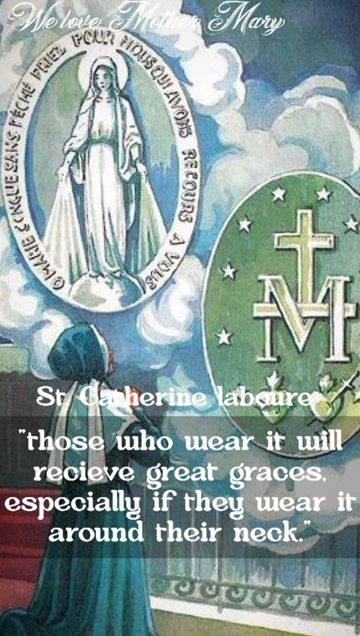 We love Mother Mary
O MARIE CONÇUE SANS PÉCHÉ PRIEZ POUR NOUS QUI AVONS RECOURS A VOUS
M
St Catherine laboure
"those who wear it will
recieve great graces,
especially if they wear it
around their neck."